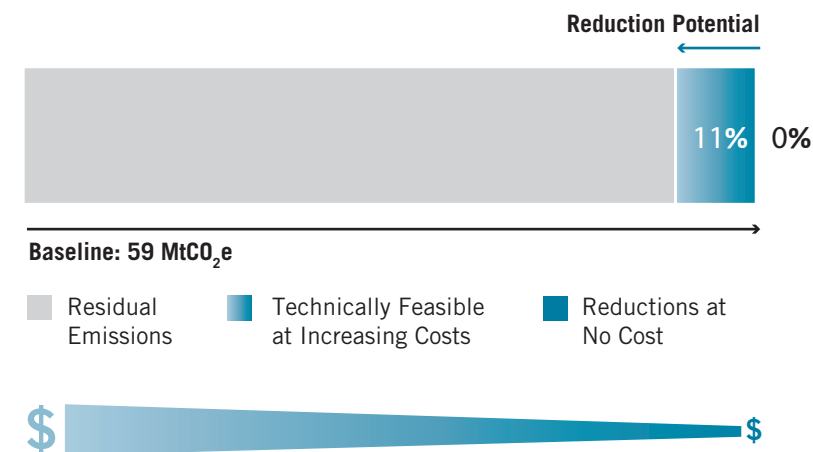 Reduction Potential
11% 0%
Baseline: 59 MtCO₂e
Residual
Emissions
Technically Feasible
at Increasing Costs
Reductions at
No Cost
$ $